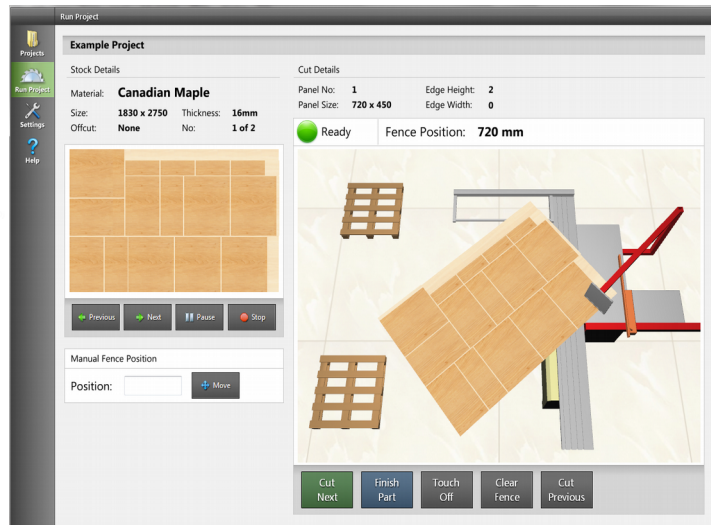 Run Project
Projects
Run Project
Settings
Help
Example Project
Stock Details
Material: Canadian Maple
Size: 1830 x 2750 Thickness: 16mm
Offcut: None No: 1 of 2
Previous Next Pause Stop
Manual Fence Position
Position: Move
Cut Details
Panel No: 1 Edge Height: 2
Panel Size: 720 x 450 Edge Width: 0
Ready Fence Position: 720 mm
Cut Next
Finish Part
Touch Off
Clear Fence
Cut Previous